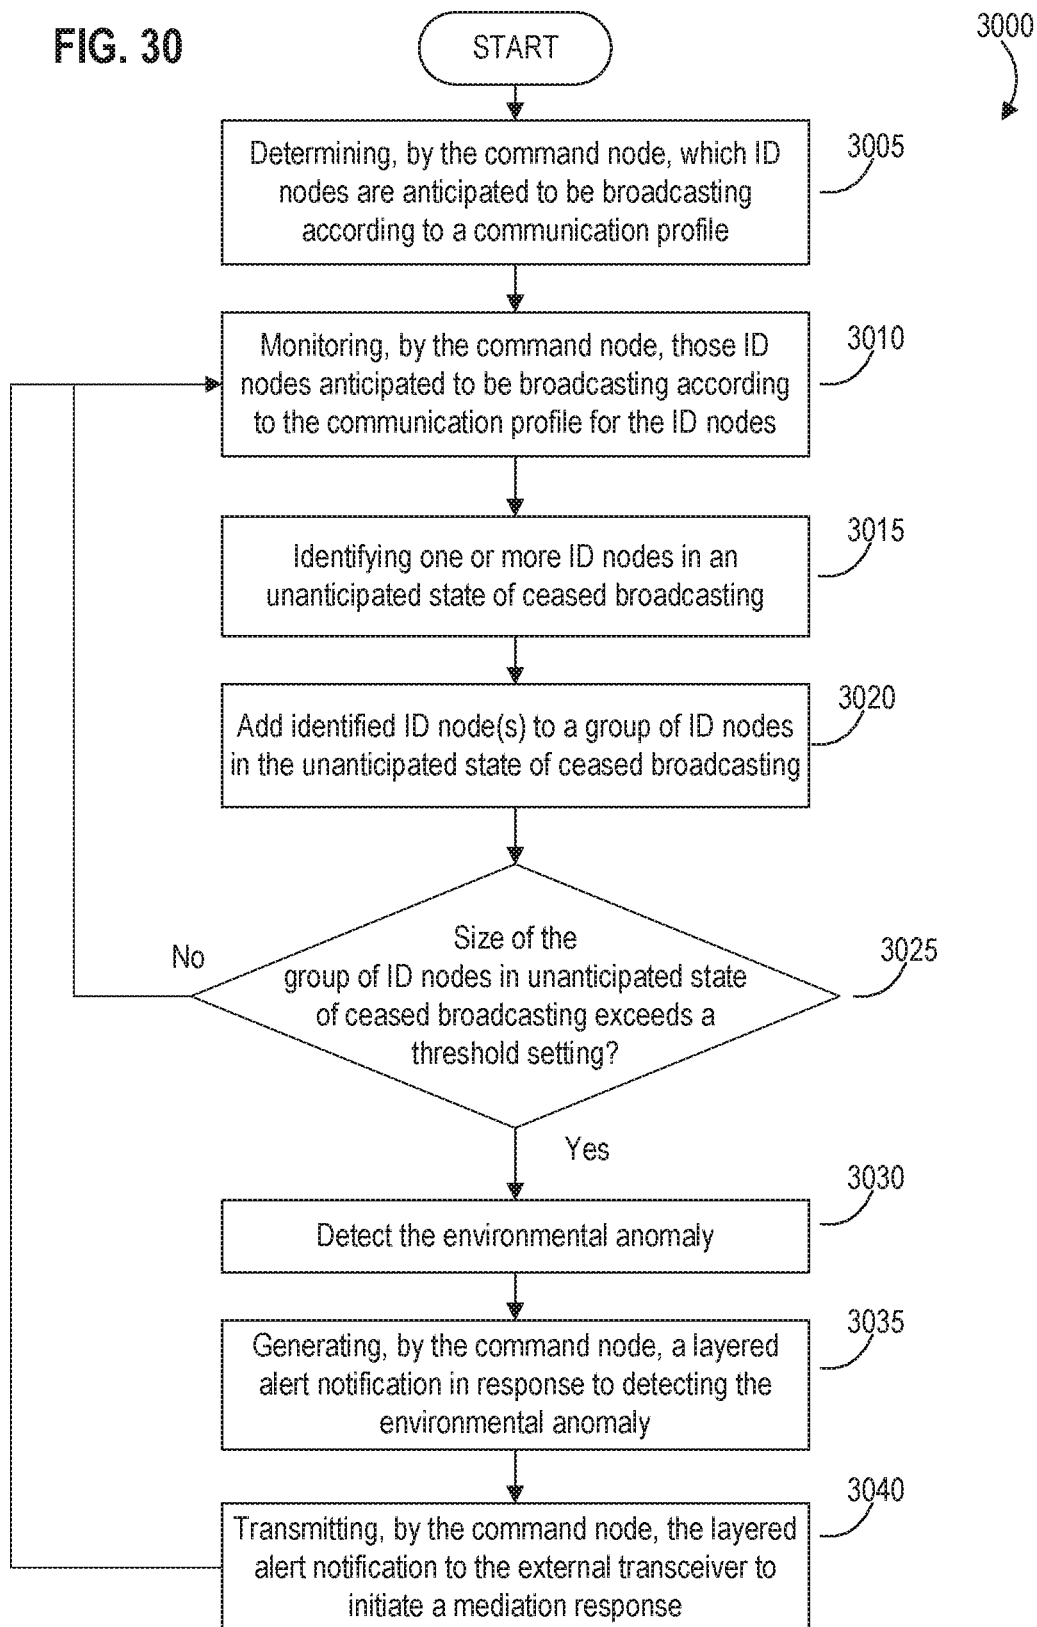 FIG. 30
START
3000
Determining, by the command node, which ID
nodes are anticipated to be broadcasting
according to a communication profile
3005
Monitoring, by the command node, those ID
nodes anticipated to be broadcasting according
to the communication profile for the ID nodes
3010
Identifying one or more ID nodes in an
unanticipated state of ceased broadcasting
3015
Add identified ID node(s) to a group of ID nodes
in the unanticipated state of ceased broadcasting
3020
Size of the
group of ID nodes in unanticipated state
of ceased broadcasting exceeds a
threshold setting?
3025
No
Yes
Detect the environmental anomaly
3030
Generating, by the command node, a layered
alert notification in response to detecting the
environmental anomaly
3035
Transmitting, by the command node, the layered
alert notification to the external transceiver to
initiate a mediation response
3040